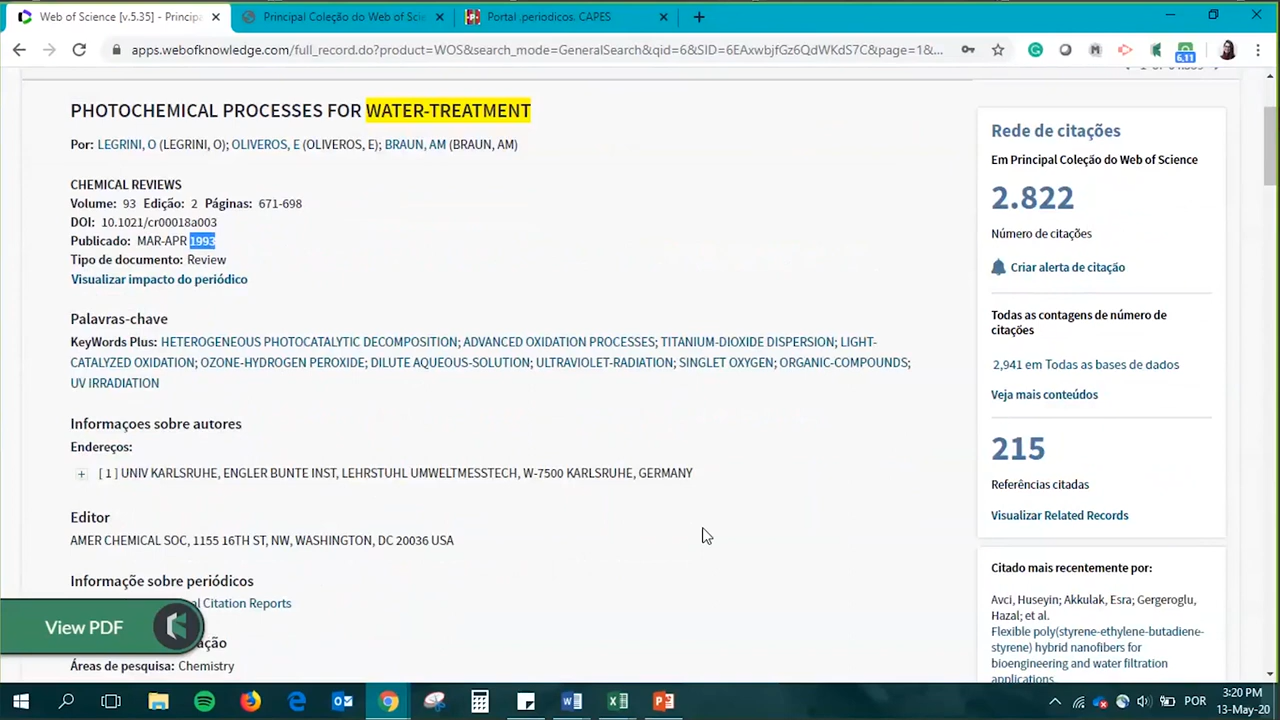 Web of Science [v.5.35] - Principa
Principal Coleção do Web of Scie
Portal .periodicos. CAPES
apps.webofknowledge.com/full_record.do?product=WOS&search_mode=GeneralSearch&qid=6&SID=6EAxwbjfGz6QdWKdS7C&page=1&...
6,11
PHOTOCHEMICAL PROCESSES FOR WATER-TREATMENT
Por: LEGRINI, O (LEGRINI, O); OLIVEROS, E (OLIVEROS, E); BRAUN, AM (BRAUN, AM)
CHEMICAL REVIEWS
Volume: 93 Edição: 2 Páginas: 671-698
DOI: 10.1021/cr00018a003
Publicado: MAR-APR 1993
Tipo de documento: Review
Visualizar impacto do periódico
Palavras-chave
KeyWords Plus: HETEROGENEOUS PHOTOCATALYTIC DECOMPOSITION; ADVANCED OXIDATION PROCESSES; TITANIUM-DIOXIDE DISPERSION; LIGHT-
CATALYZED OXIDATION; OZONE-HYDROGEN PEROXIDE; DILUTE AQUEOUS-SOLUTION; ULTRAVIOLET-RADIATION; SINGLET OXYGEN; ORGANIC-COMPOUNDS;
UV IRRADIATION
Informaçoes sobre autores
Endereços:
[ 1 ] UNIV KARLSRUHE, ENGLER BUNTE INST, LEHRSTUHL UMWELTMESSTECH, W-7500 KARLSRUHE, GERMANY
Editor
AMER CHEMICAL SOC, 1155 16TH ST, NW, WASHINGTON, DC 20036 USA
Informação sobre periódicos
al Citation Reports
View PDF
ação
Áreas de pesquisa: Chemistry
Rede de citações
Em Principal Coleção do Web of Science
2.822
Número de citações
Criar alerta de citação
Todas as contagens de número de
citações
2,941 em Todas as bases de dados
Veja mais conteúdos
215
Referências citadas
Visualizar Related Records
Citado mais recentemente por:
Avci, Huseyin; Akkulak, Esra; Gergeroglu,
Hazal; et al.
Flexible poly(styrene-ethylene-butadiene-
styrene) hybrid nanofibers for
bioengineering and water filtration
applications.
POR
3:20 PM
13-May-20